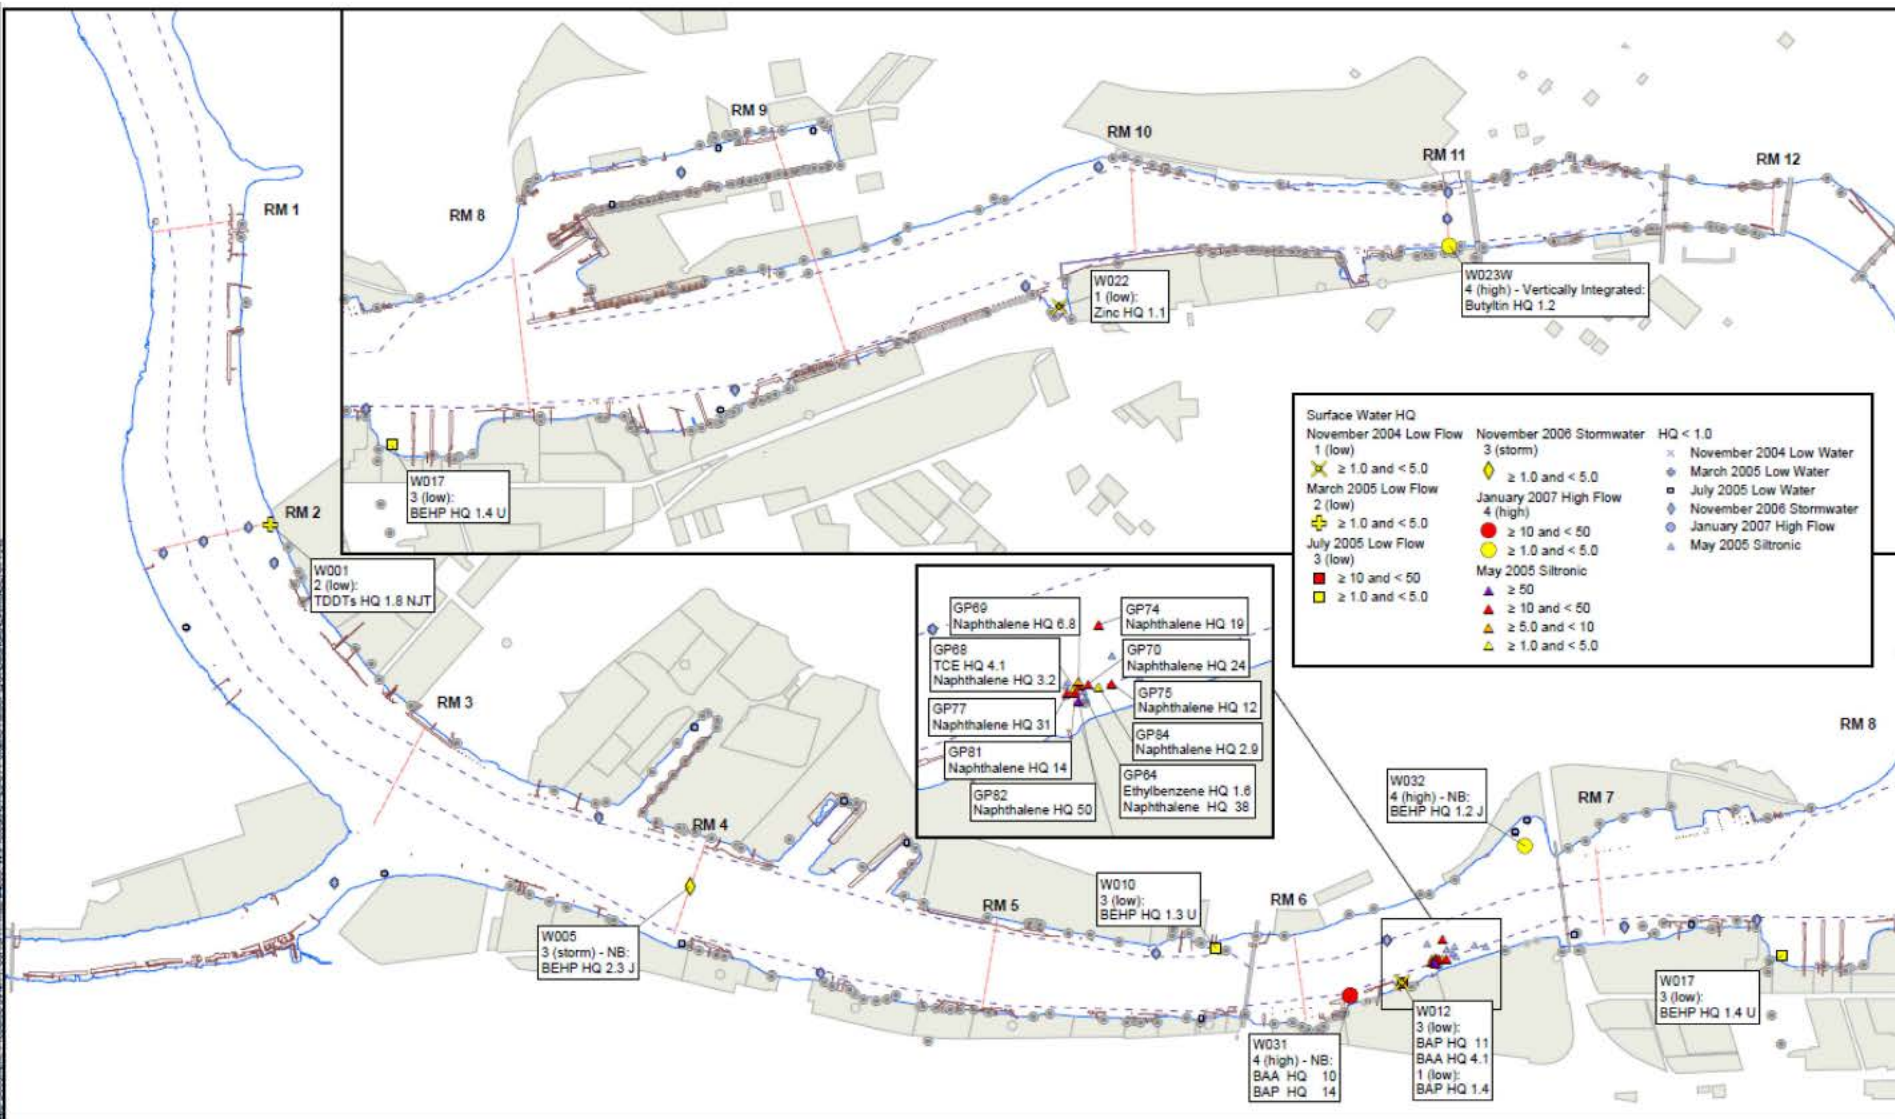 RM 9
RM 10
RM 11
RM 12
RM 8
RM 1
W022
1 (low):
Zinc HQ 1.1
W023W
4 (high) - Vertically Integrated:
Butyltin HQ 1.2
W017
3 (low):
BEHP HQ 1.4 U
RM 2
W001
2 (low):
TDDTs HQ 1.8 NJT
Surface Water HQ
November 2004 Low Flow
1 (low)
≥ 1.0 and < 5.0
March 2005 Low Flow
2 (low)
≥ 1.0 and < 5.0
July 2005 Low Flow
3 (low)
≥ 10 and < 50
≥ 1.0 and < 5.0
November 2006 Stormwater
3 (storm)
≥ 1.0 and < 5.0
January 2007 High Flow
4 (high)
≥ 10 and < 50
≥ 1.0 and < 5.0
May 2005 Siltronic
≥ 50
≥ 10 and < 50
≥ 5.0 and < 10
≥ 1.0 and < 5.0
HQ < 1.0
November 2004 Low Water
March 2005 Low Water
July 2005 Low Water
November 2006 Stormwater
January 2007 High Flow
May 2005 Siltronic
GP69
Naphthalene HQ 6.8
GP74
Naphthalene HQ 19
GP68
TCE HQ 4.1
Naphthalene HQ 3.2
GP70
Naphthalene HQ 24
GP77
Naphthalene HQ 31
GP75
Naphthalene HQ 12
GP81
Naphthalene HQ 14
GP84
Naphthalene HQ 2.9
GP82
Naphthalene HQ 50
GP64
Ethylbenzene HQ 1.6
Naphthalene HQ 38
RM 3
RM 4
RM 5
RM 6
RM 7
RM 8
W005
3 (storm) - NB:
BEHP HQ 2.3 J
W010
3 (low):
BEHP HQ 1.3 U
W032
4 (high) - NB:
BEHP HQ 1.2 J
W031
4 (high) - NB:
BAA HQ 10
BAP HQ 14
W012
3 (low):
BAP HQ 11
BAA HQ 4.1
1 (low):
BAP HQ 1.4
W017
3 (low):
BEHP HQ 1.4 U